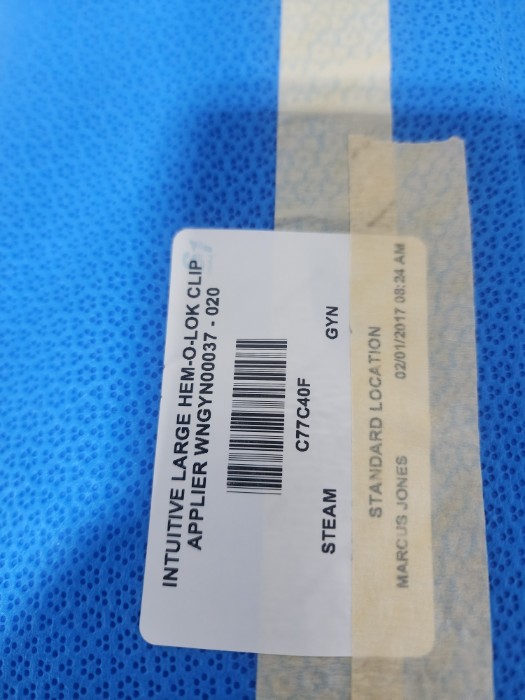 INTUITIVE LARGE HEM-O-LOK CLIP
APPLIER WNGYN00037 - 020
C77C40F
STEAM GYN
STANDARD LOCATION
MARCUS JONES 02/01/2017 08:24 AM